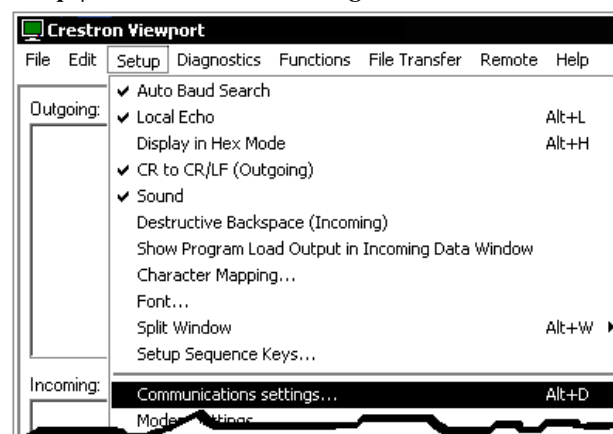 Crestron Viewport
File Edit Setup Diagnostics Functions File Transfer Remote Help
Outgoing:
Auto Baud Search
Local Echo Alt+L
Display in Hex Mode Alt+H
CR to CR/LF (Outgoing)
Sound
Destructive Backspace (Incoming)
Show Program Load Output in Incoming Data Window
Character Mapping...
Font...
Split Window Alt+W
Setup Sequence Keys...
Incoming:
Communications settings... Alt+D